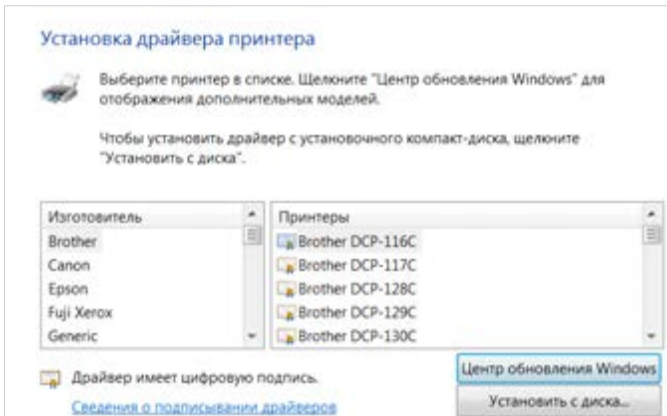 Установка драйвера принтера
Выберите принтер в списке. Щелкните "Центр обновления Windows" для
отображения дополнительных моделей.
Чтобы установить драйвер с установочного компакт-диска, щелкните
"Установить с диска".
Изготовитель
Brother
Canon
Epson
Fuji Xerox
Generic
Принтеры
Brother DCP-116C
Brother DCP-117C
Brother DCP-128C
Brother DCP-129C
Brother DCP-130C
Драйвер имеет цифровую подпись.
Сведения о подписывании драйверов
Центр обновления Windows
Установить с диска...